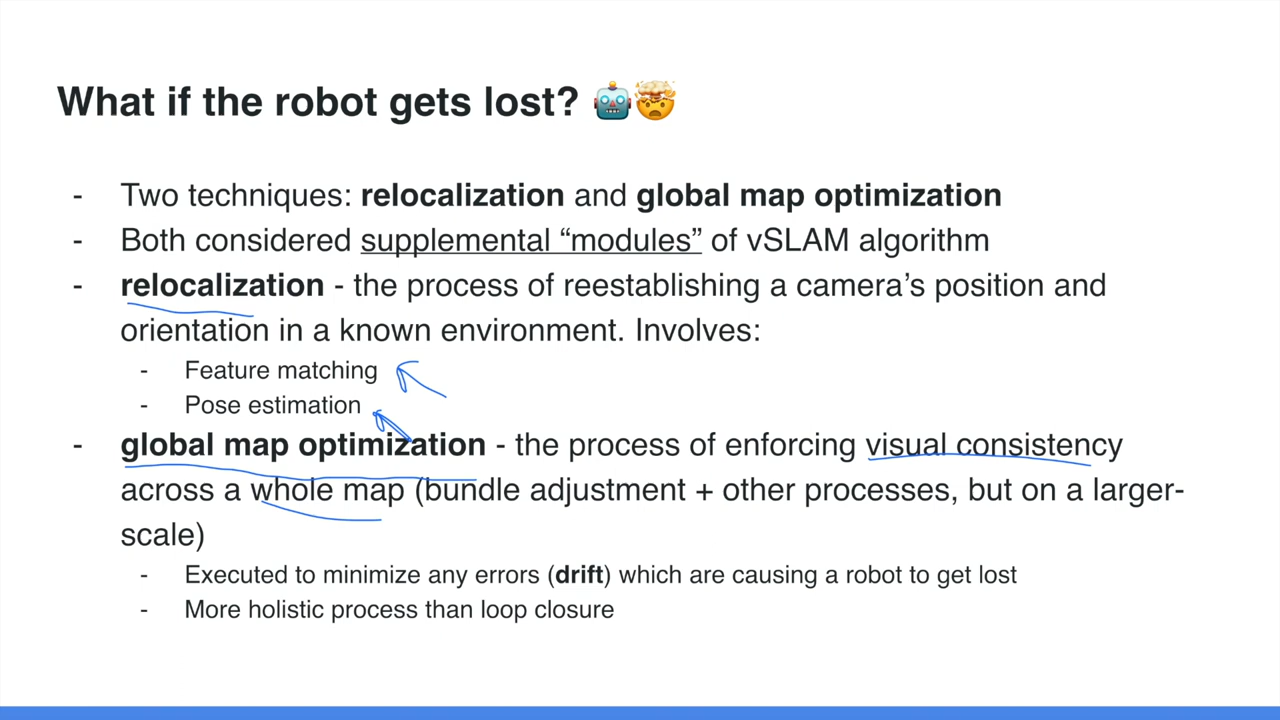 What if the robot gets lost? 🤖🤯
- Two techniques: relocalization and global map optimization
- Both considered supplemental “modules” of vSLAM algorithm
- relocalization - the process of reestablishing a camera’s position and
orientation in a known environment. Involves:
- Feature matching
- Pose estimation
- global map optimization - the process of enforcing visual consistency
across a whole map (bundle adjustment + other processes, but on a larger-
scale)
- Executed to minimize any errors (drift) which are causing a robot to get lost
- More holistic process than loop closure